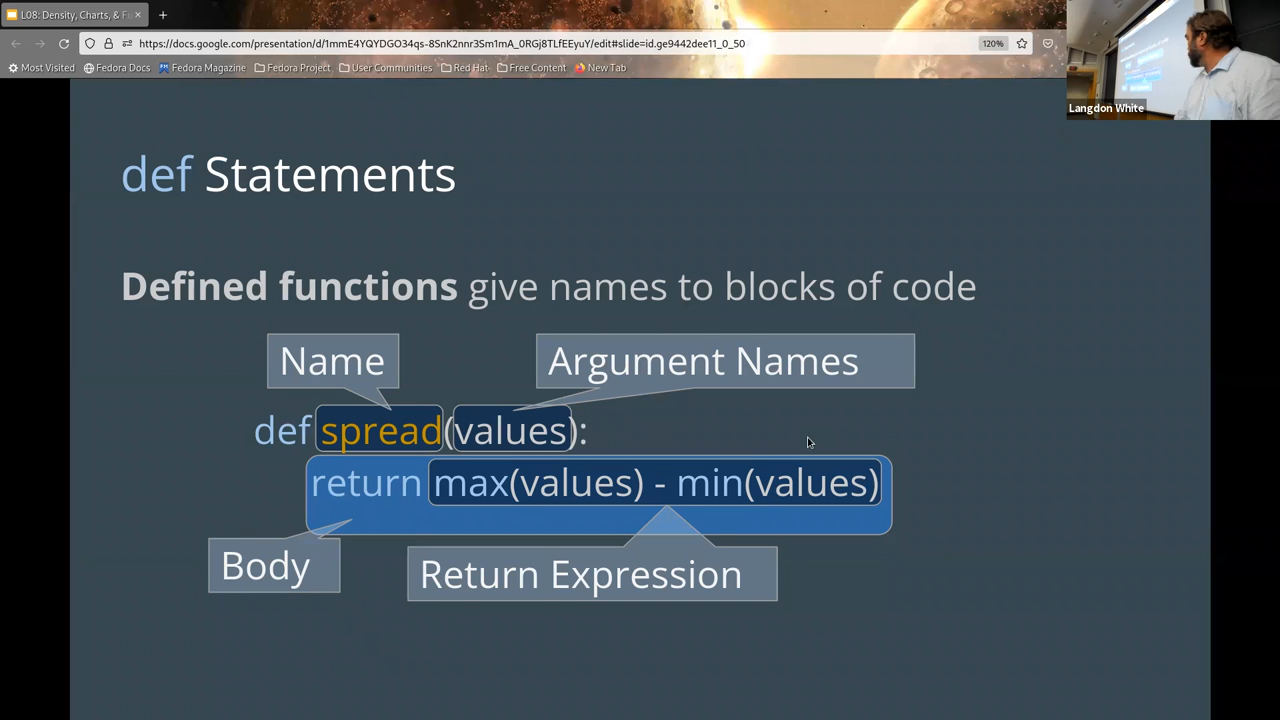 L08: Density, Charts, & F
https://docs.google.com/presentation/d/1mmE4YQYDGO34qs-8SnK2nnr3Sm1mA_0RGj8TLfEEyuY/edit#slide=id.ge9442dee11_0_50
120%
Most Visited
Fedora Docs
Fedora Magazine
Fedora Project
User Communities
Red Hat
Free Content
New Tab
Langdon White
def Statements
Defined functions give names to blocks of code
Name
Argument Names
def spread(values):
return max(values) - min(values)
Body
Return Expression